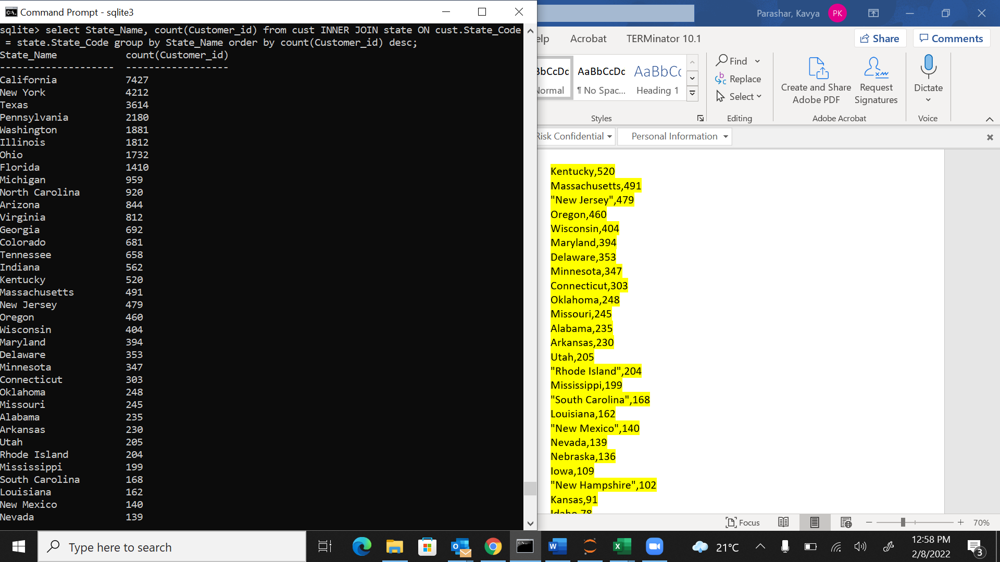 Command Prompt - sqlite3
sqlite> select State_Name, count(Customer_id) from cust INNER JOIN state ON cust.State_Code
= state.State_Code group by State_Name order by count(Customer_id) desc;
State_Name count(Customer_id)
-------------------- ------------------
California 7427
New York 4212
Texas 3614
Pennsylvania 2180
Washington 1881
Illinois 1812
Ohio 1732
Florida 1410
Michigan 959
North Carolina 920
Arizona 844
Virginia 812
Georgia 692
Colorado 681
Tennessee 658
Indiana 562
Kentucky 520
Massachusetts 491
New Jersey 479
Oregon 460
Wisconsin 404
Maryland 394
Delaware 353
Minnesota 347
Connecticut 303
Oklahoma 248
Missouri 245
Alabama 235
Arkansas 230
Utah 205
Rhode Island 204
Mississippi 199
South Carolina 168
Louisiana 162
New Mexico 140
Nevada 139
Parashar, Kavya PK
elp Acrobat TERMinator 10.1 Share Comments
BbCcDc AaBbCcDc AaBbCc
Normal ¶ No Spac... Heading 1
Styles
Find
Replace
Select
Editing
Create and Share
Adobe PDF
Request
Signatures
Adobe Acrobat
Dictate
Voice
Risk Confidential Personal Information
Kentucky,520
Massachusetts,491
"New Jersey",479
Oregon,460
Wisconsin,404
Maryland,394
Delaware,353
Minnesota,347
Connecticut,303
Oklahoma,248
Missouri,245
Alabama,235
Arkansas,230
Utah,205
"Rhode Island",204
Mississippi,199
"South Carolina",168
Louisiana,162
"New Mexico",140
Nevada,139
Nebraska,136
Iowa,109
"New Hampshire",102
Kansas,91
Idaho,78
Focus 70%
Type here to search
21°C
12:58 PM
2/8/2022
3